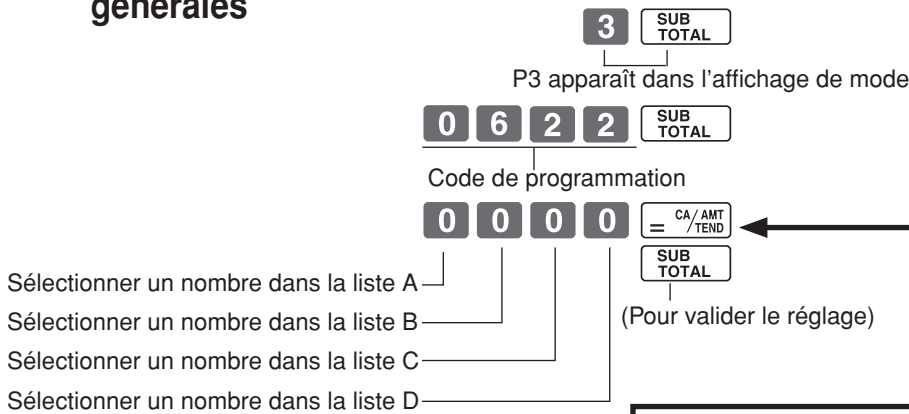 générales
3 SUB TOTAL
P3 apparaît dans l'affichage de mode
0 6 2 2 SUB TOTAL
Code de programmation
0 0 0 0 = CA/AMT /TEND
SUB TOTAL
Sélectionner un nombre dans la liste A
(Pour valider le réglage)
Sélectionner un nombre dans la liste B
Sélectionner un nombre dans la liste C
Sélectionner un nombre dans la liste D